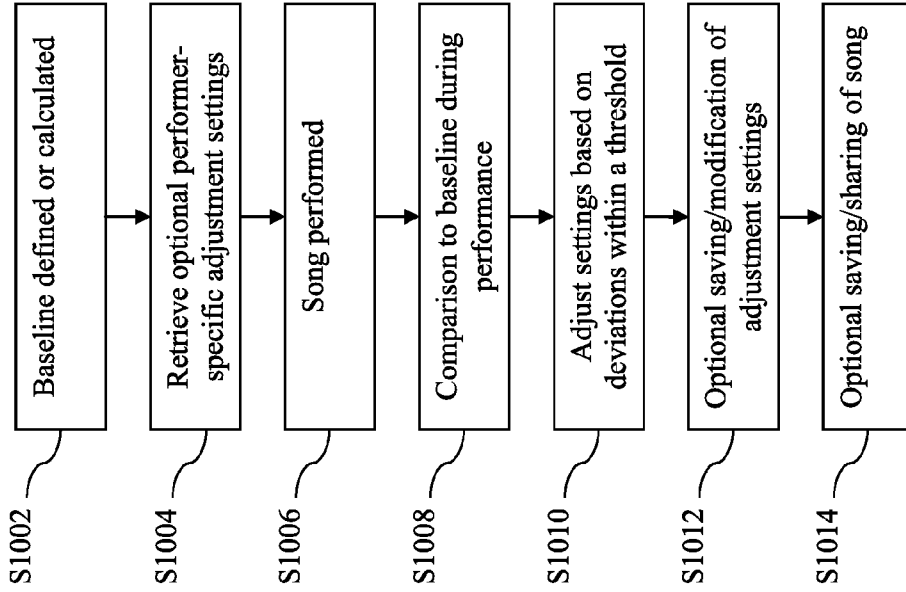 S1002
Baseline defined or calculated
S1004
Retrieve optional performer-
specific adjustment settings
S1006
Song performed
S1008
Comparison to baseline during
performance
S1010
Adjust settings based on
deviations within a threshold
S1012
Optional saving/modification of
adjustment settings
S1014
Optional saving/sharing of song